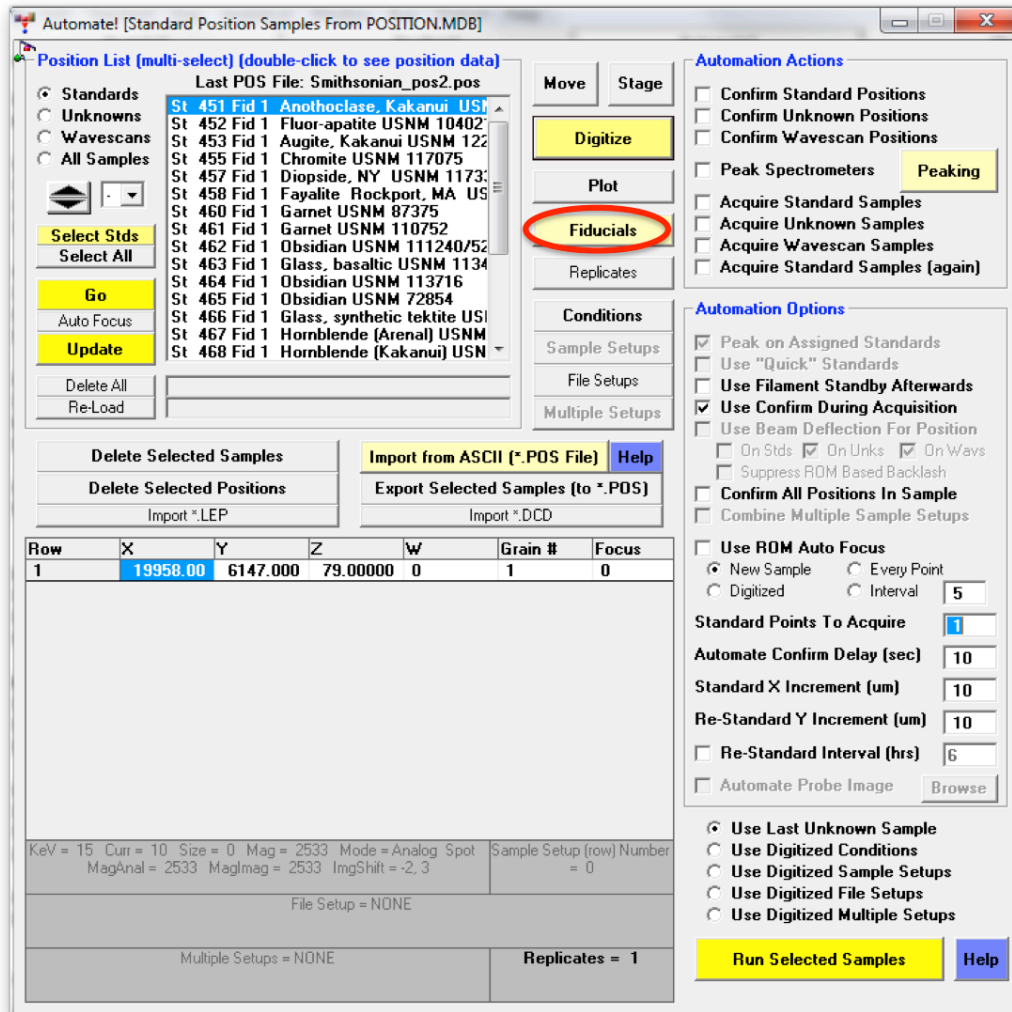 Automate! [Standard Position Samples From POSITION.MDB]
Position List (multi-select) (double-click to see position data)
Last POS File: Smithsonian_pos2.pos
Standards
Unknowns
Wavescans
All Samples
-
Select Stds
Select All
Go
Auto Focus
Update
Delete All
Re-Load
St 451 Fid 1 Anothoclase, Kakanui USN
St 452 Fid 1 Fluor-apatite USNM 10402
St 453 Fid 1 Augite, Kakanui USNM 122
St 455 Fid 1 Chromite USNM 117075
St 457 Fid 1 Diopside, NY USNM 1173
St 458 Fid 1 Fayalite Rockport, MA US
St 460 Fid 1 Garnet USNM 87375
St 461 Fid 1 Garnet USNM 110752
St 462 Fid 1 Obsidian USNM 111240/52
St 463 Fid 1 Glass, basaltic USNM 1134
St 464 Fid 1 Obsidian USNM 113716
St 465 Fid 1 Obsidian USNM 72854
St 466 Fid 1 Glass, synthetic tektite USI
St 467 Fid 1 Hornblende (Arenal) USNM
St 468 Fid 1 Hornblende (Kakanui) USN
Move
Stage
Digitize
Plot
Fiducials
Replicates
Conditions
Sample Setups
File Setups
Multiple Setups
Delete Selected Samples
Delete Selected Positions
Import *.LEP
Import from ASCII (*.POS File)
Help
Export Selected Samples (to *.POS)
Import *.DCD
Row X Y Z W Grain # Focus
1 19958.00 6147.000 79.00000 0 1 0
KeV = 15 Curr = 10 Size = 0 Mag = 2533 Mode = Analog Spot
MagAnal = 2533 MagImag = 2533 ImgShift = -2, 3
Sample Setup (row) Number
= 0
File Setup = NONE
Multiple Setups = NONE
Replicates = 1
Automation Actions
Confirm Standard Positions
Confirm Unknown Positions
Confirm Wavescan Positions
Peak Spectrometers
Peaking
Acquire Standard Samples
Acquire Unknown Samples
Acquire Wavescan Samples
Acquire Standard Samples (again)
Automation Options
Peak on Assigned Standards
Use "Quick" Standards
Use Filament Standby Afterwards
Use Confirm During Acquisition
Use Beam Deflection For Position
On Stds On Unks On Wavs
Suppress ROM Based Backlash
Confirm All Positions In Sample
Combine Multiple Sample Setups
Use ROM Auto Focus
New Sample Every Point
Digitized Interval 5
Standard Points To Acquire 1
Automate Confirm Delay (sec) 10
Standard X Increment (um) 10
Re-Standard Y Increment (um) 10
Re-Standard Interval (hrs) 6
Automate Probe Image Browse
Use Last Unknown Sample
Use Digitized Conditions
Use Digitized Sample Setups
Use Digitized File Setups
Use Digitized Multiple Setups
Run Selected Samples
Help